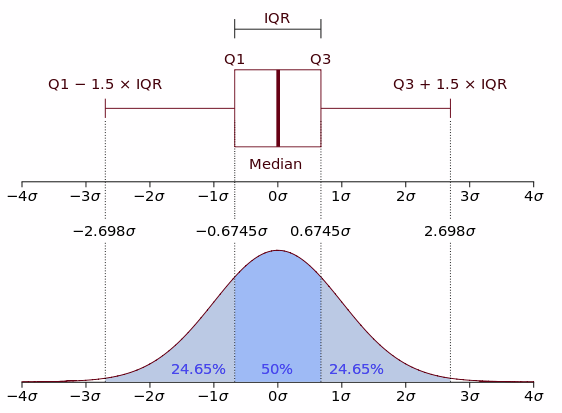 IQR
Q1 Q3
Q1 − 1.5 × IQR Q3 + 1.5 × IQR
Median
−4σ −3σ −2σ −1σ 0σ 1σ 2σ 3σ 4σ
−2.698σ −0.6745σ 0.6745σ 2.698σ
24.65% 50% 24.65%
−4σ −3σ −2σ −1σ 0σ 1σ 2σ 3σ 4σ